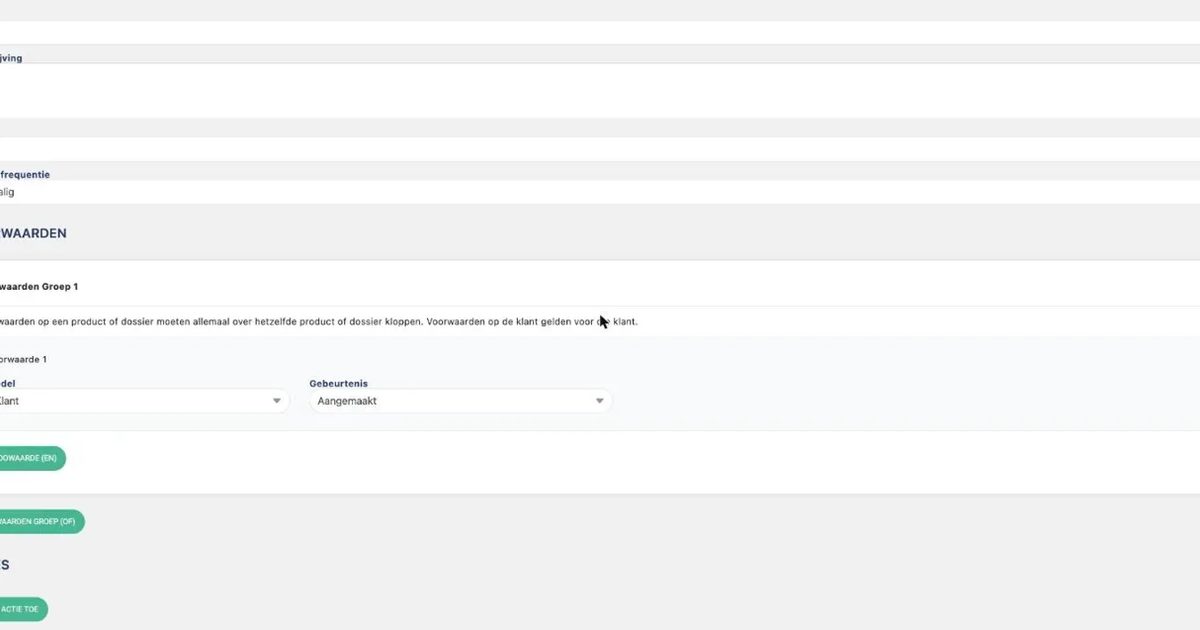 jving
frequentie
alig
WAARDEN
waarden Groep 1
waarden op een product of dossier moeten allemaal over hetzelfde product of dossier kloppen. Voorwaarden op de klant gelden voor klant.
orwaarde 1
del
Gebeurtenis
Klant
Aangemaakt
OOWAARDE (EN)
WAARDEN GROEP (OF)
S
ACTIE TOE